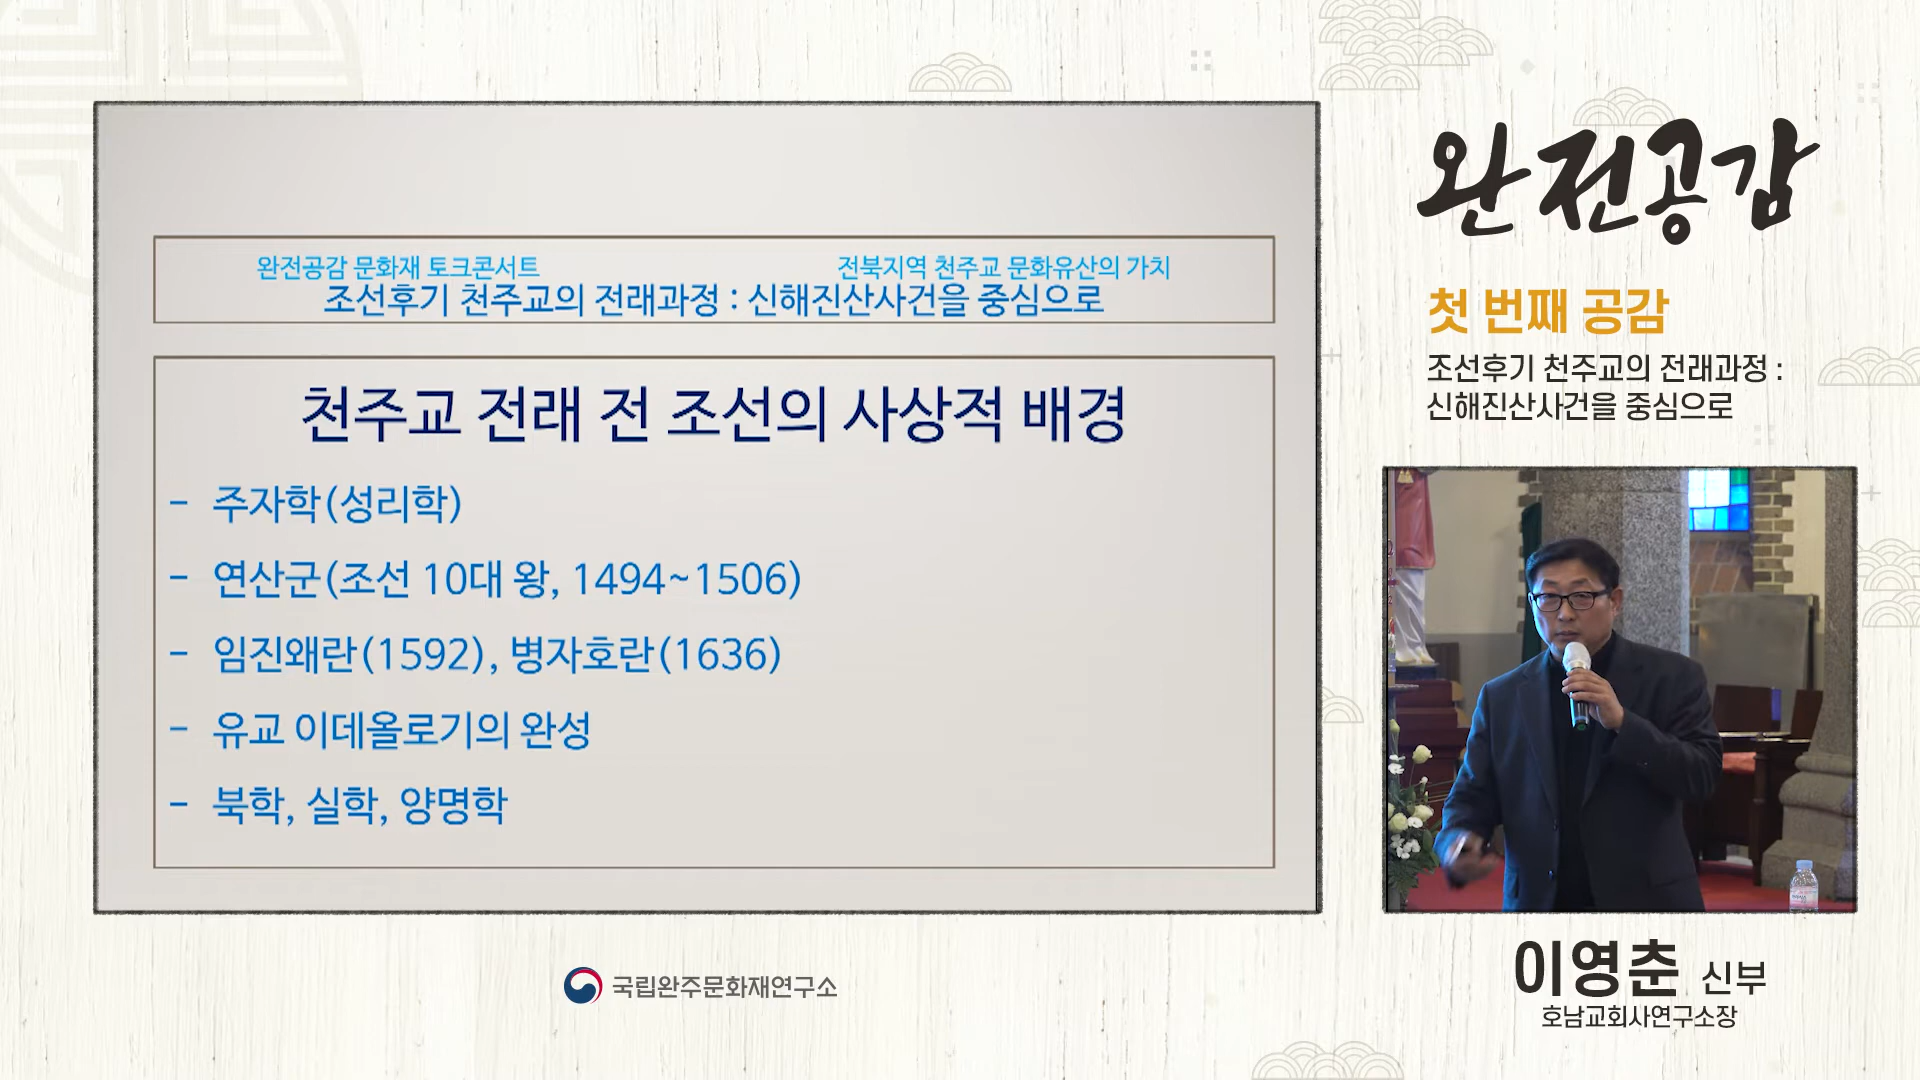 완전공감 문화재 토크콘서트 전북지역 천주교 문화유산의 가치
조선후기 천주교의 전래과정 : 신해진산사건을 중심으로
천주교 전래 전 조선의 사상적 배경
- 주자학(성리학)
- 연산군(조선 10대 왕, 1494~1506)
- 임진왜란(1592), 병자호란(1636)
- 유교 이데올로기의 완성
- 북학, 실학, 양명학
완전공감
첫 번째 공감
조선후기 천주교의 전래과정 :
신해진산사건을 중심으로
이영춘 신부
호남교회사연구소장
국립완주문화재연구소